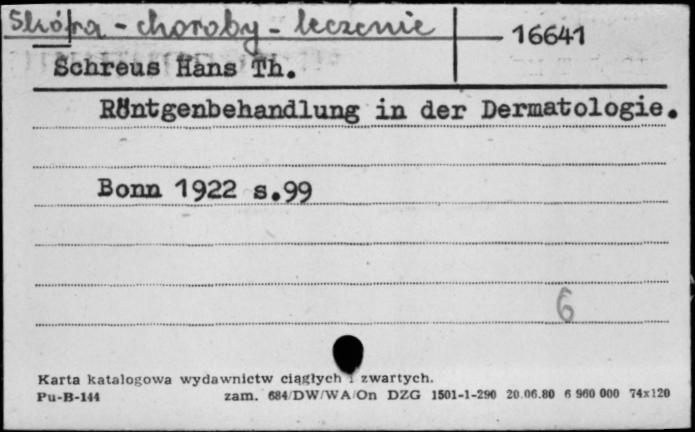 Skóra - choroby - leczenie
16641
Schreus Hans Th.
Röntgenbehandlung in der Dermatologie.
Bonn 1922 s.99
6
Karta katalogowa wydawnictw ciągłych i zwartych.
Pu-B-144 zam. 684/DW/WA/On DZG 1501-1-290 20.06.80 6 960 000 74x120